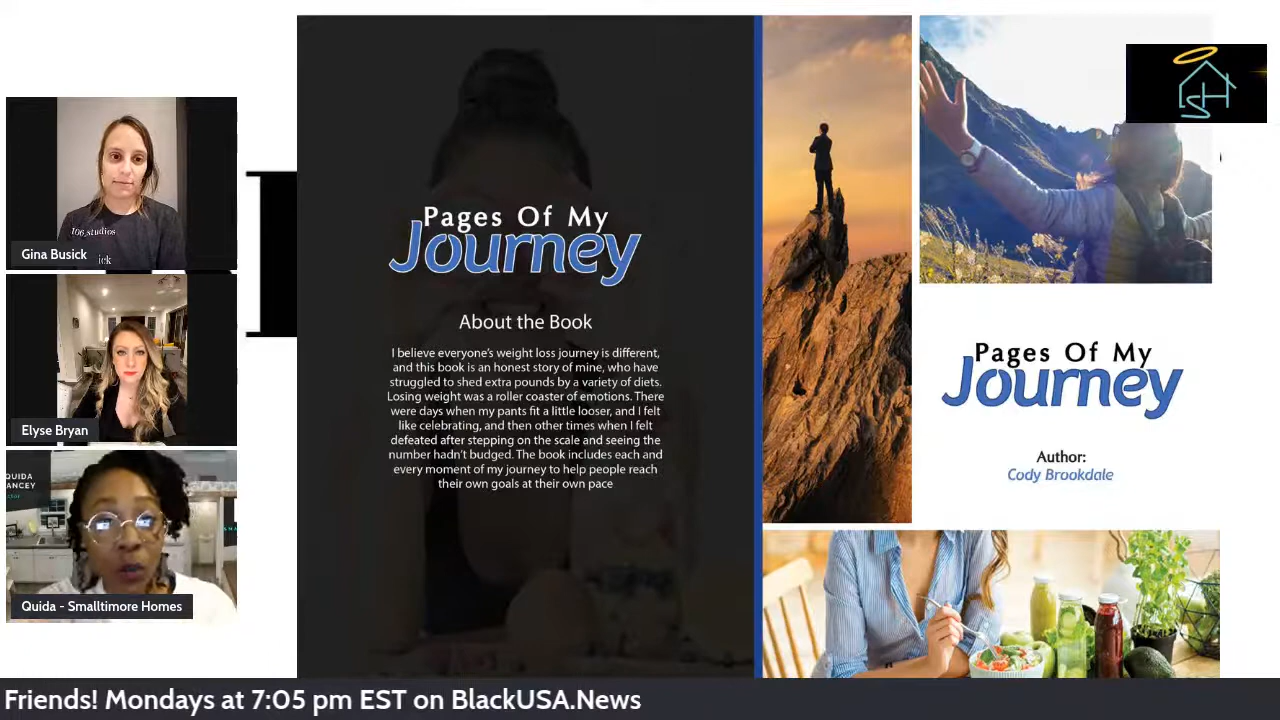 106 studios
ick
Gina Busick
Elyse Bryan
QUIDA
Quida - Smalltimore Homes
Pages Of My
Journey
About the Book
I believe everyone's weight loss journey is different,
and this book is an honest story of mine, who have
struggled to shed extra pounds by a variety of diets.
Losing weight was a roller coaster of emotions. There
were days when my pants fit a little looser, and I felt
like celebrating, and then other times when I felt
defeated after stepping on the scale and seeing the
number hadn't budged. The book includes each and
every moment of my journey to help people reach
their own goals at their own pace
SH
Pages Of My
Journey
Author:
Cody Brookdale
Friends! Mondays at 7:05 pm EST on BlackUSA.News